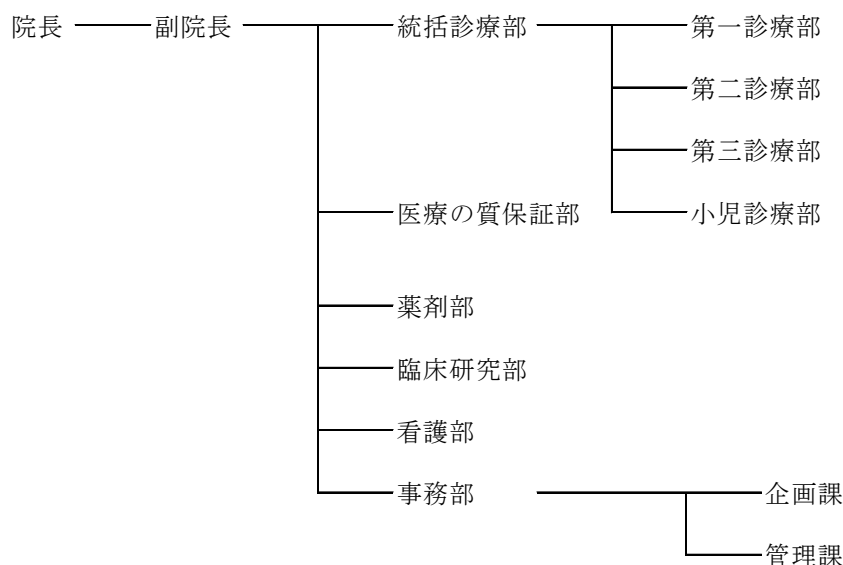 院長 副院長 統括診療部 第一診療部
第二診療部
第三診療部
医療の質保証部 小児診療部
薬剤部
臨床研究部
看護部
事務部 企画課
管理課